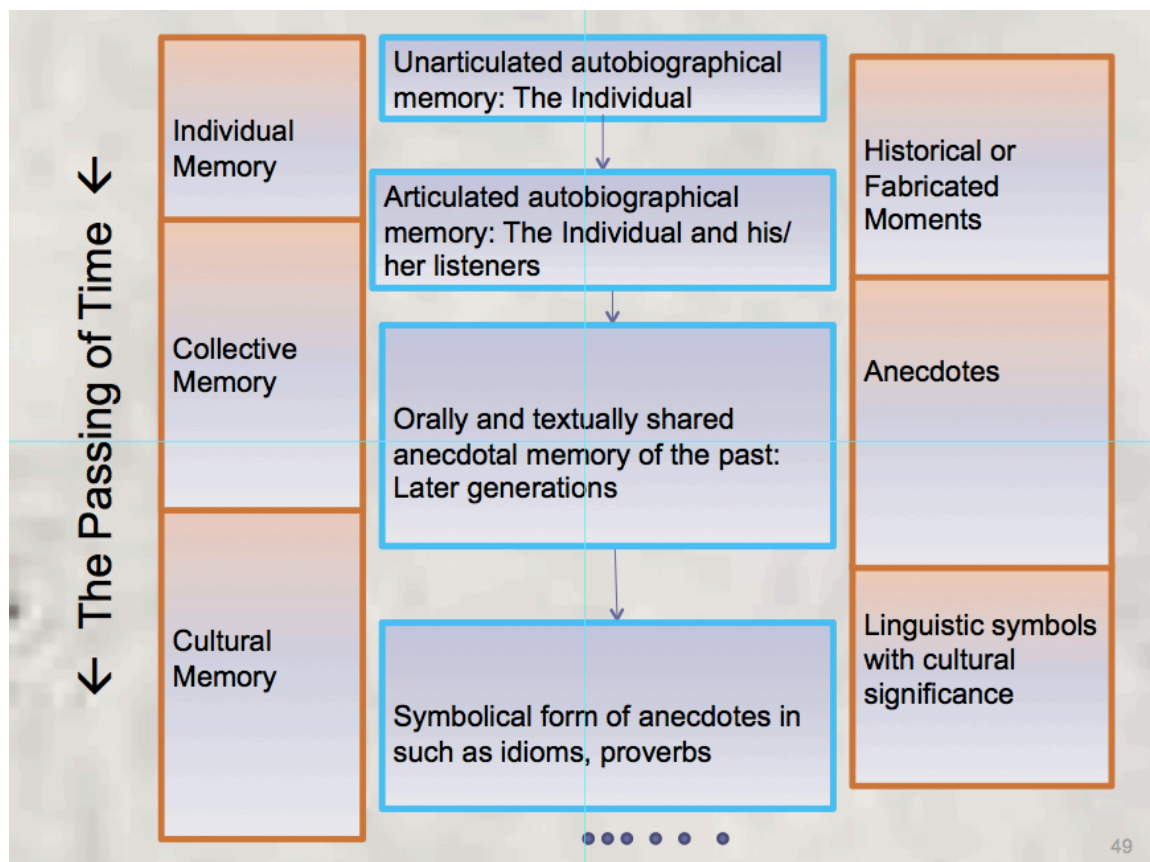 ← The Passing of Time ←
Individual
Memory
Collective
Memory
Cultural
Memory
Unarticulated autobiographical
memory: The Individual
Articulated autobiographical
memory: The Individual and his/
her listeners
Orally and textually shared
anecdotal memory of the past:
Later generations
Symbolical form of anecdotes in
such as idioms, proverbs
Historical or
Fabricated
Moments
Anecdotes
Linguistic symbols
with cultural
significance
49